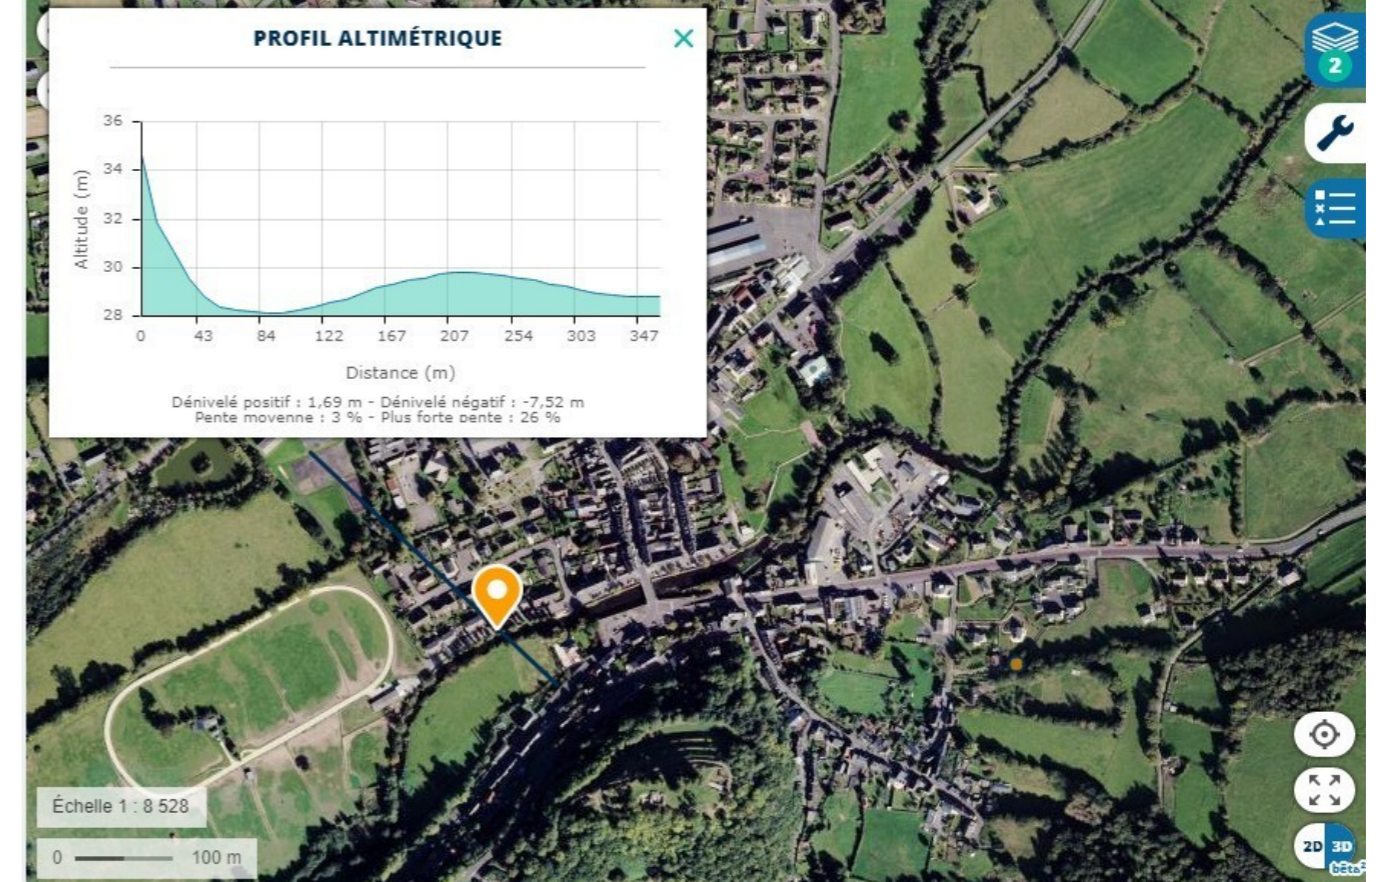 PROFIL ALTIMÉTRIQUE
2
36
34
32
30
28
Altitude (m)
0 43 84 122 167 207 254 303 347
Distance (m)
Dénivelé positif : 1,69 m - Dénivelé négatif : -7,52 m
Pente moyenne : 3 % - Plus forte pente : 26 %
Échelle 1 : 8 528
0 100 m
2D 3D
bêta